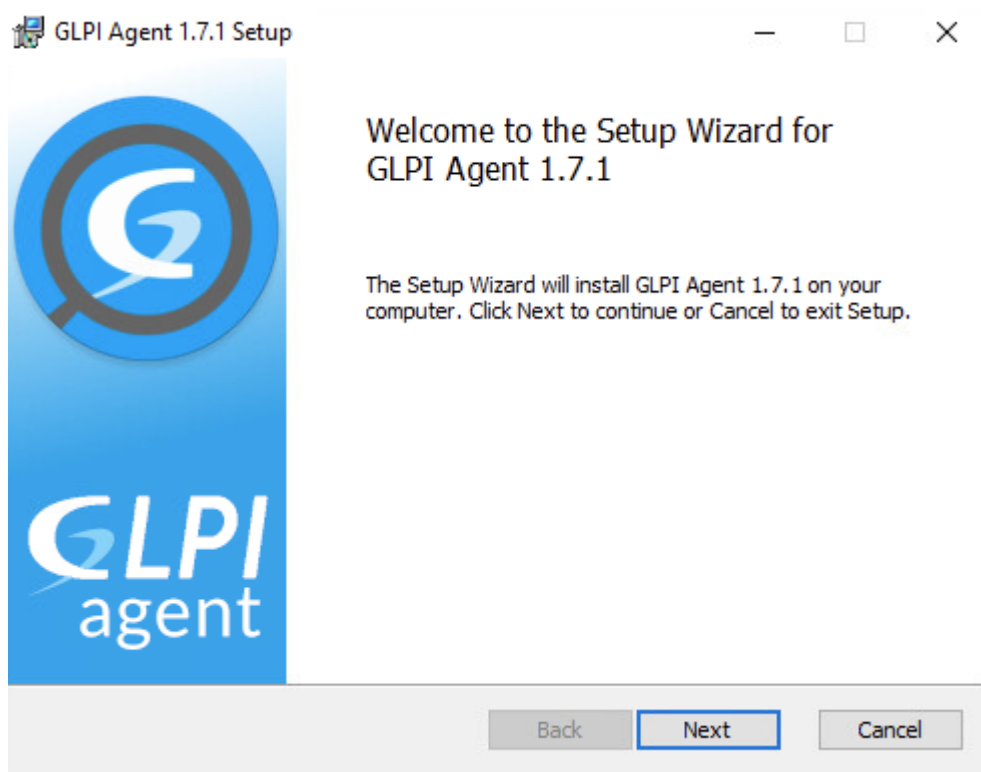 GLPI Agent 1.7.1 Setup
Welcome to the Setup Wizard for
GLPI Agent 1.7.1
The Setup Wizard will install GLPI Agent 1.7.1 on your
computer. Click Next to continue or Cancel to exit Setup.
GLPI
agent
Back
Next
Cancel